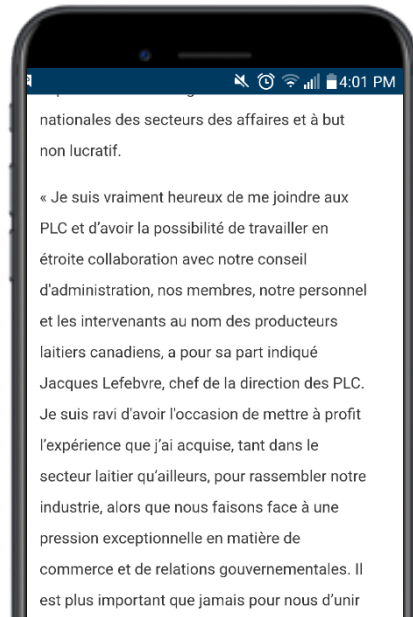 4:01 PM
nationales des secteurs des affaires et à but
non lucratif.
« Je suis vraiment heureux de me joindre aux
PLC et d’avoir la possibilité de travailler en
étroite collaboration avec notre conseil
d'administration, nos membres, notre personnel
et les intervenants au nom des producteurs
laitiers canadiens, a pour sa part indiqué
Jacques Lefebvre, chef de la direction des PLC.
Je suis ravi d'avoir l'occasion de mettre à profit
l’expérience que j’ai acquise, tant dans le
secteur laitier qu’ailleurs, pour rassembler notre
industrie, alors que nous faisons face à une
pression exceptionnelle en matière de
commerce et de relations gouvernementales. Il
est plus important que jamais pour nous d’unir